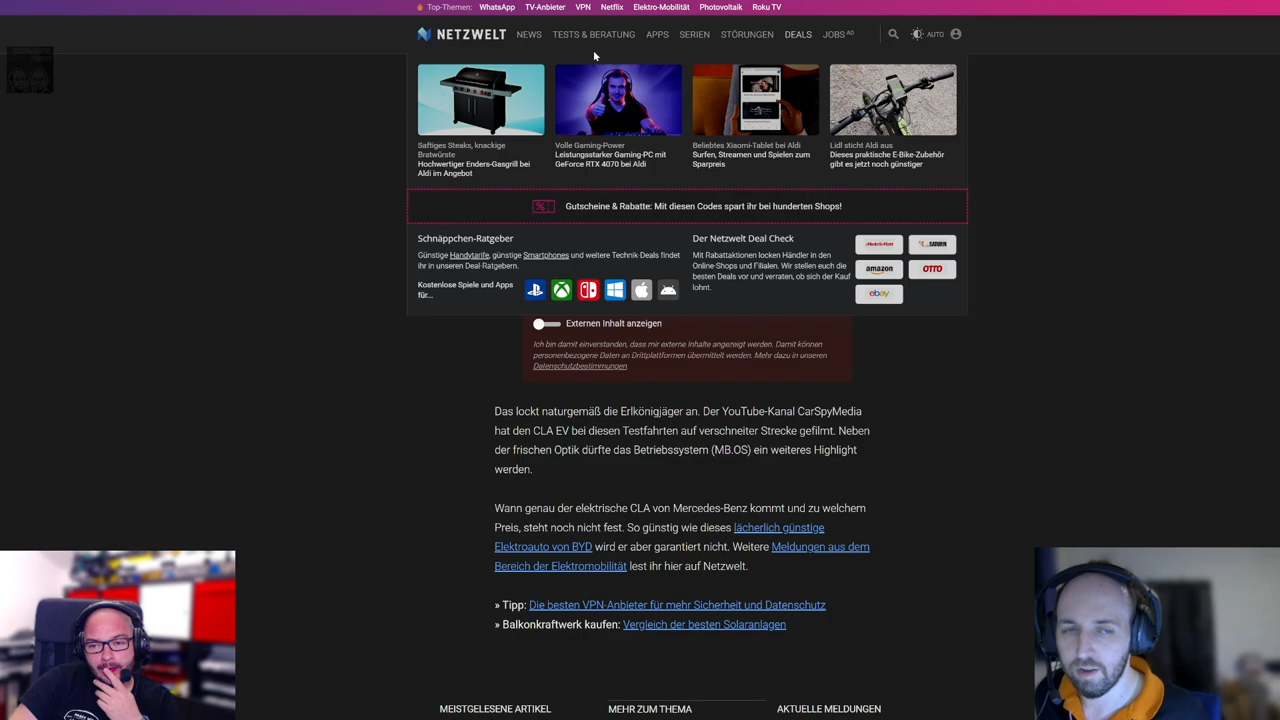 Top-Themen: WhatsApp TV-Anbieter VPN Netflix Elektro-Mobilität Photovoltaik Roku TV
NETZWELT NEWS TESTS & BERATUNG APPS SERIEN STÖRUNGEN DEALS JOBS AD AUTO
Saftiges Steaks, knackige
Bratwürste
Hochwertiger Enders-Gasgrill bei
Aldi im Angebot
Volle Gaming-Power
Leistungsstarker Gaming-PC mit
GeForce RTX 4070 bei Aldi
Beliebtes Xiaomi-Tablet bei Aldi
Surfen, Streamen und Spielen zum
Sparpreis
Lidl sticht Aldi aus
Dieses praktische E-Bike-Zubehör
gibt es jetzt noch günstiger
Gutscheine & Rabatte: Mit diesen Codes spart ihr bei hunderten Shops!
Schnäppchen-Ratgeber
Günstige Handytarife, günstige Smartphones und weitere Technik-Deals findet
ihr in unseren Deal-Ratgebern.
Kostenlose Spiele und Apps
für...
Der Netzwelt Deal Check
Mit Rabattaktionen locken Händler in den
Online-Shops und Filialen. Wir stellen euch die
besten Deals vor und verraten, ob sich der Kauf
lohnt.
MediaMarkt SATURN
amazon OTTO
ebay
Externen Inhalt anzeigen
Ich bin damit einverstanden, dass mir externe Inhalte angezeigt werden. Damit können
personenbezogene Daten an Drittplattformen übermittelt werden. Mehr dazu in unseren
Datenschutzbestimmungen.
Das lockt naturgemäß die Erlkönigjäger an. Der YouTube-Kanal CarSpyMedia
hat den CLA EV bei diesen Testfahrten auf verschneiter Strecke gefilmt. Neben
der frischen Optik dürfte das Betriebssystem (MB.OS) ein weiteres Highlight
werden.
Wann genau der elektrische CLA von Mercedes-Benz kommt und zu welchem
Preis, steht noch nicht fest. So günstig wie dieses lächerlich günstige
Elektroauto von BYD wird er aber garantiert nicht. Weitere Meldungen aus dem
Bereich der Elektromobilität lest ihr hier auf Netzwelt.
» Tipp: Die besten VPN-Anbieter für mehr Sicherheit und Datenschutz
» Balkonkraftwerk kaufen: Vergleich der besten Solaranlagen
MEISTGELESENE ARTIKEL MEHR ZUM THEMA AKTUELLE MELDUNGEN